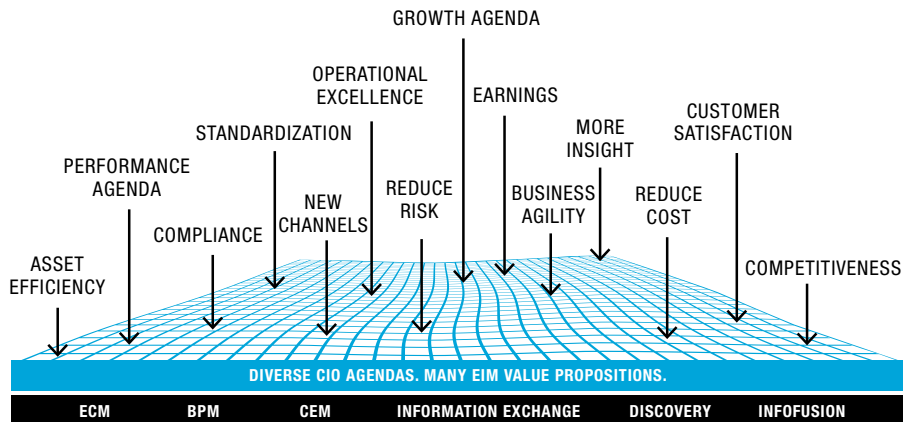 GROWTH AGENDA
OPERATIONAL
EXCELLENCE
EARNINGS
CUSTOMER
SATISFACTION
STANDARDIZATION
MORE
INSIGHT
PERFORMANCE
AGENDA
NEW
CHANNELS
REDUCE
RISK
BUSINESS
AGILITY
REDUCE
COST
COMPLIANCE
ASSET
EFFICIENCY
COMPETITIVENESS
DIVERSE CIO AGENDAS. MANY EIM VALUE PROPOSITIONS.
ECM BPM CEM INFORMATION EXCHANGE DISCOVERY INFOFUSION